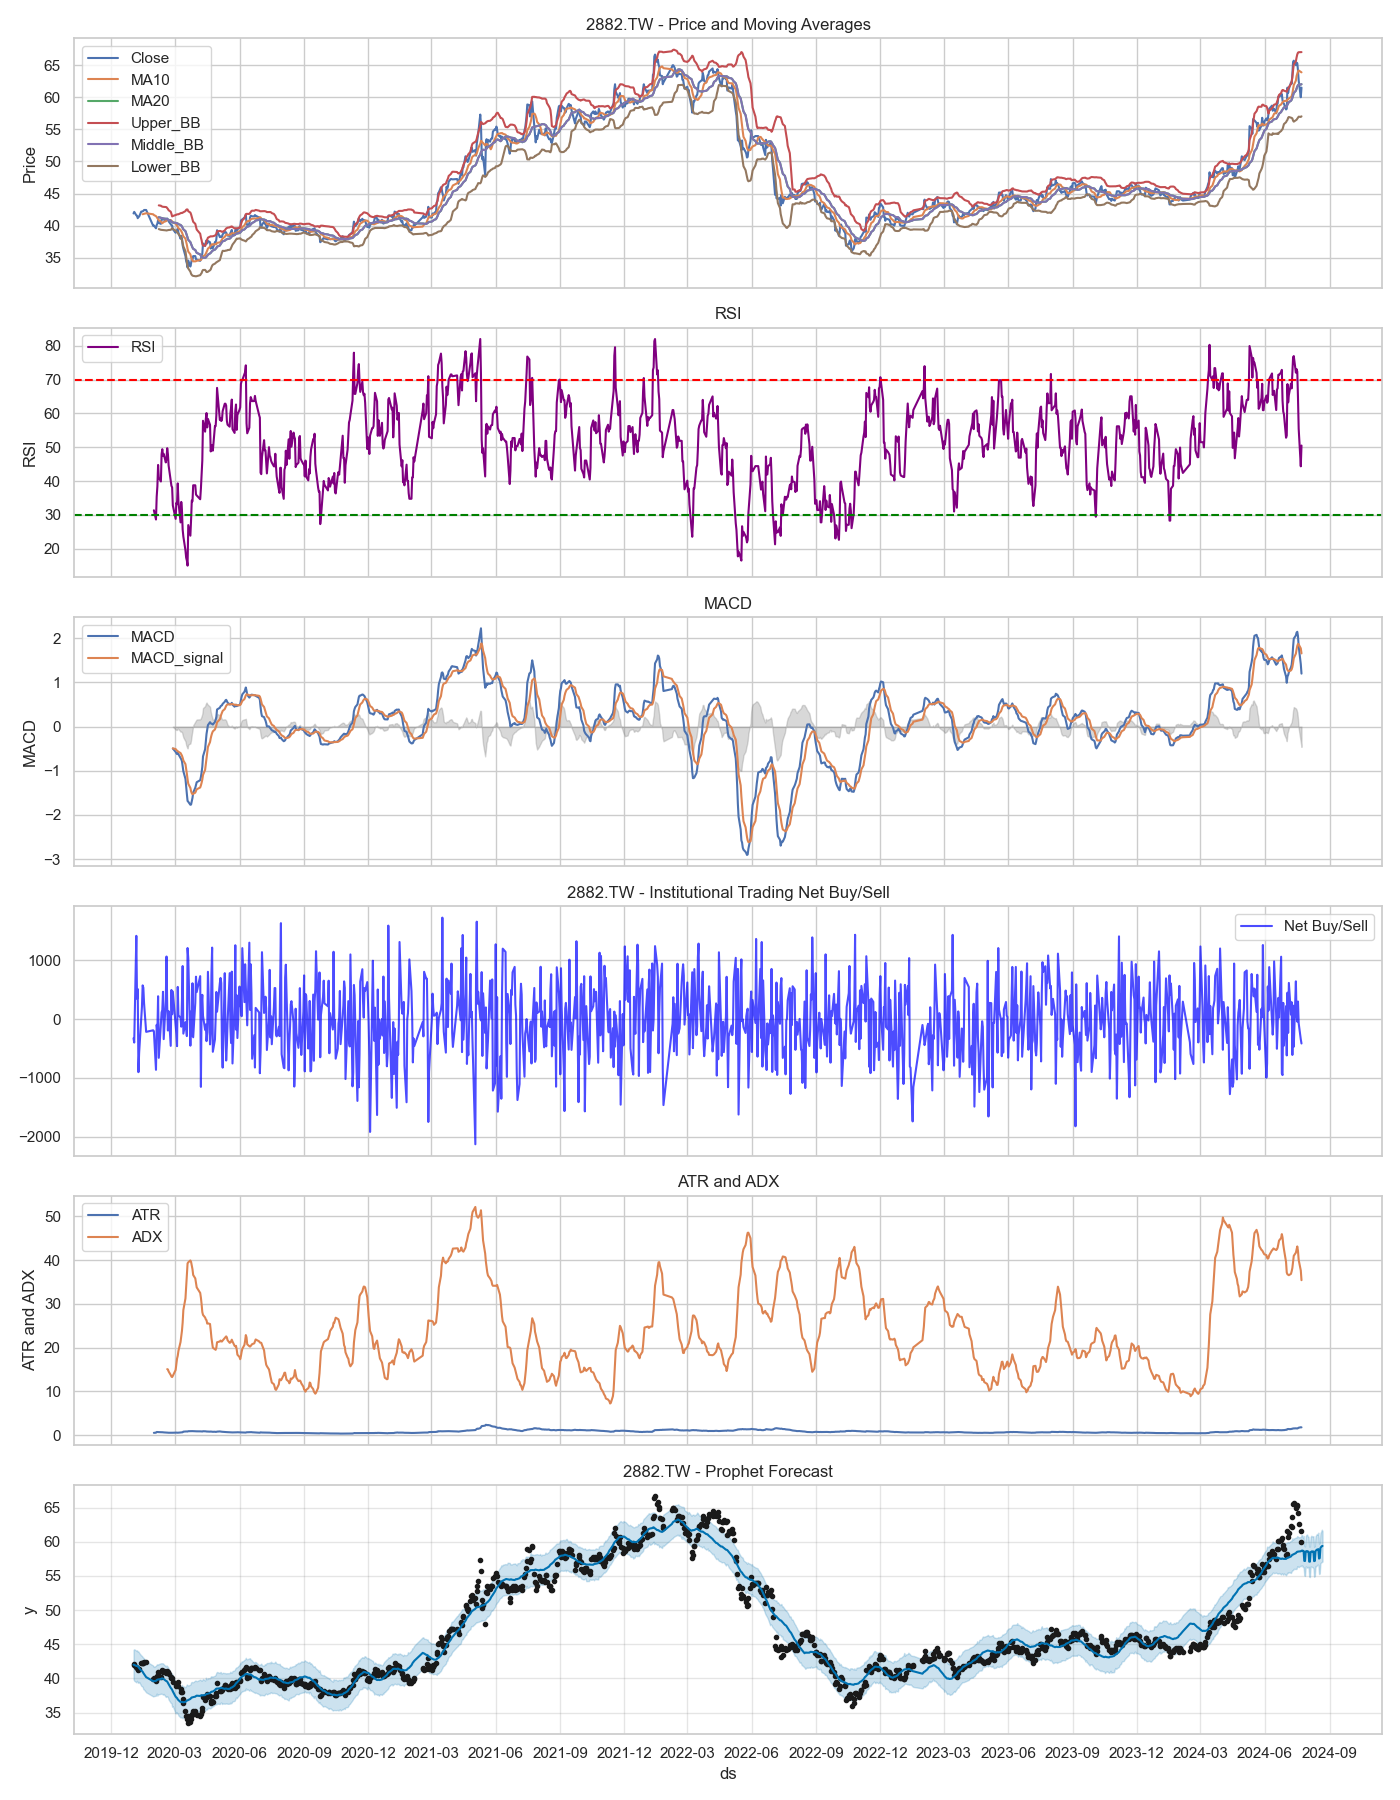 2882.TW - Price and Moving Averages
Close
MA10
MA20
Upper_BB
Middle_BB
Lower_BB
Price
65
60
55
50
45
40
35
RSI
RSI
RSI
80
70
60
50
40
30
20
MACD
MACD
MACD_signal
MACD
2
1
0
−1
−2
−3
2882.TW - Institutional Trading Net Buy/Sell
Net Buy/Sell
1000
0
−1000
−2000
ATR and ADX
ATR
ADX
ATR and ADX
50
40
30
20
10
0
2882.TW - Prophet Forecast
y
65
60
55
50
45
40
35
2019-12 2020-03 2020-06 2020-09 2020-12 2021-03 2021-06 2021-09 2021-12 2022-03 2022-06 2022-09 2022-12 2023-03 2023-06 2023-09 2023-12 2024-03 2024-06 2024-09
ds